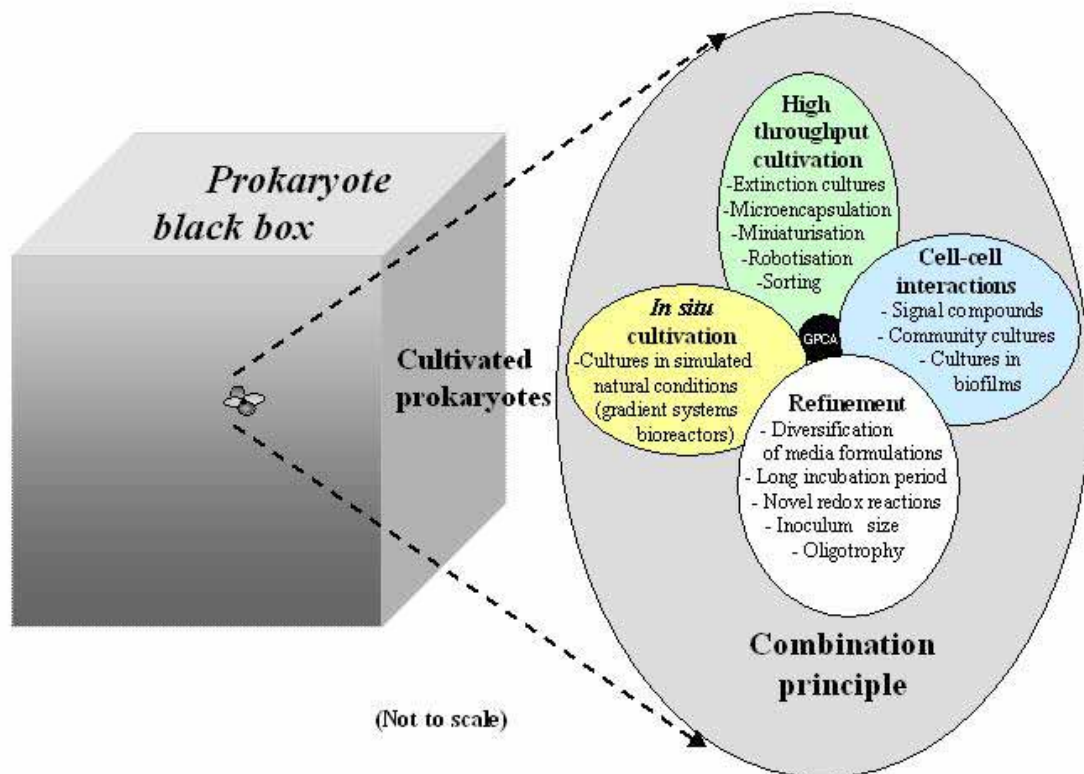 Prokaryote
black box
Cultivated
prokaryotes
(Not to scale)
High
throughput
cultivation
-Extinction cultures
-Microencapsulation
-Miniaturisation
-Robotisation
-Sorting
Cell-cell
interactions
- Signal compounds
- Community cultures
- Cultures in
biofilms
In situ
cultivation
-Cultures in simulated
natural conditions
(gradient systems
bioreactors)
GPCA
Refinement
- Diversification
of media formulations
- Long incubation period
- Novel redox reactions
- Inoculum size
- Oligotrophy
Combination
principle